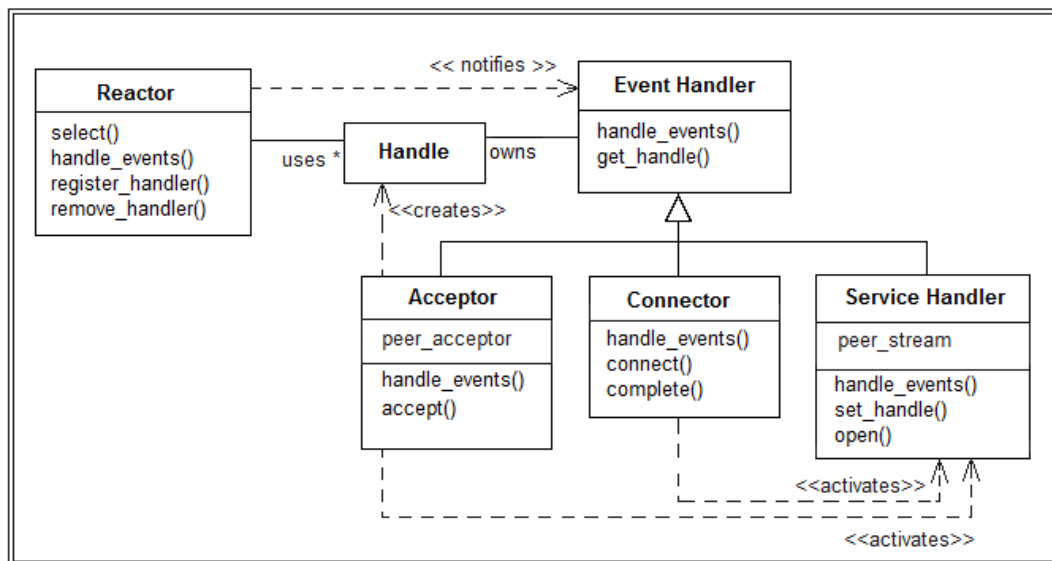 << notifies >>
Reactor
select()
handle_events()
register_handler()
remove_handler()
uses *
Handle
owns
Event Handler
handle_events()
get_handle()
<<creates>>
Acceptor
peer_acceptor
handle_events()
accept()
Connector
handle_events()
connect()
complete()
Service Handler
peer_stream
handle_events()
set_handle()
open()
<<activates>>
<<activates>>